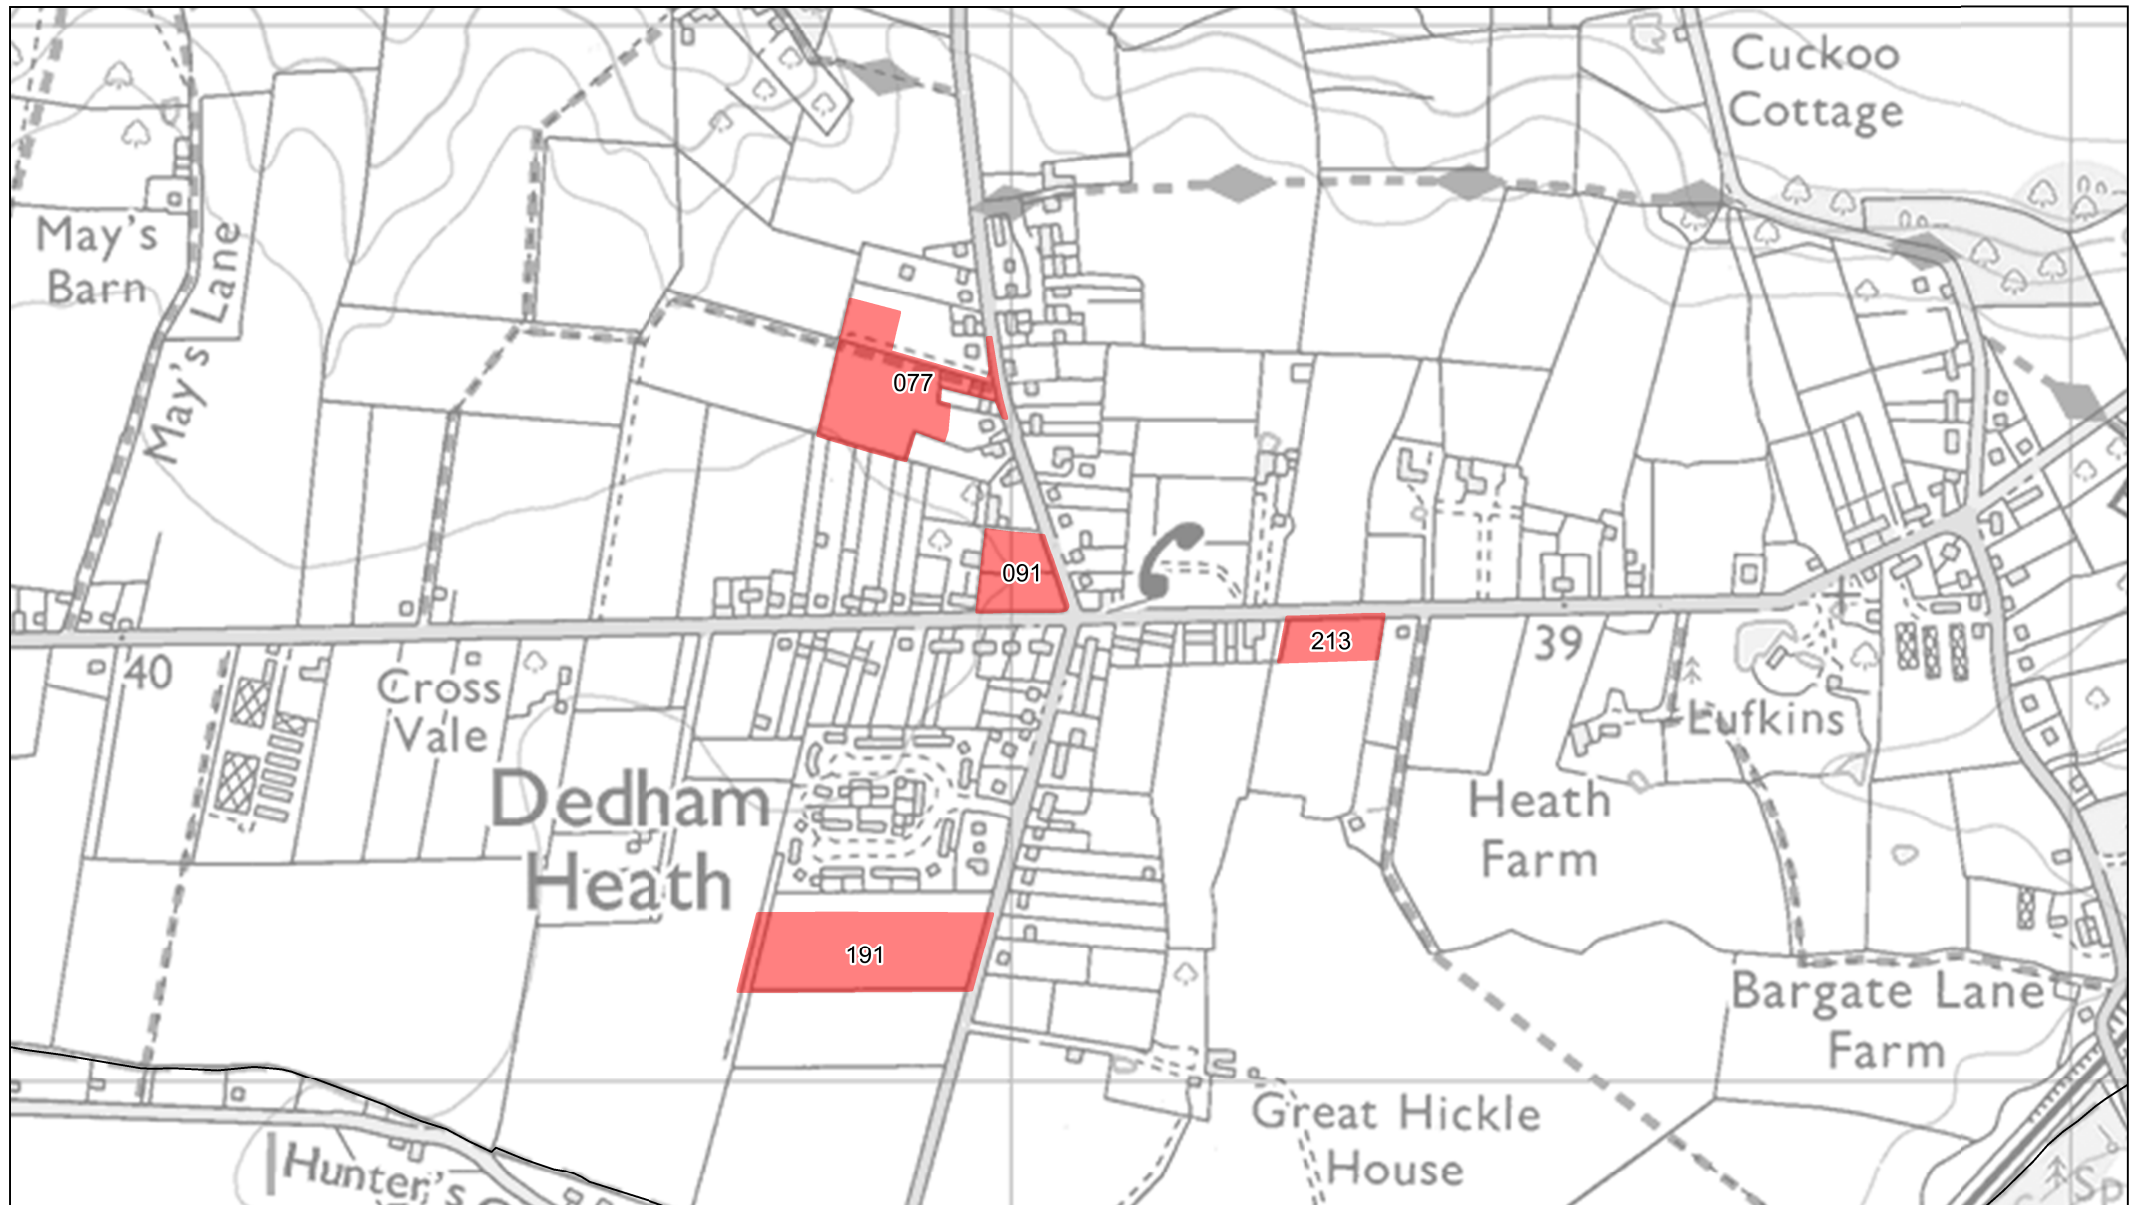 Cuckoo
Cottage
May's
Barn
May's Lane
077
091
213
39
40
Cross
Vale
Lufkins
Dedham
Heath
Heath
Farm
191
Bargate Lane
Farm
Great Hickle
House
Hunter's